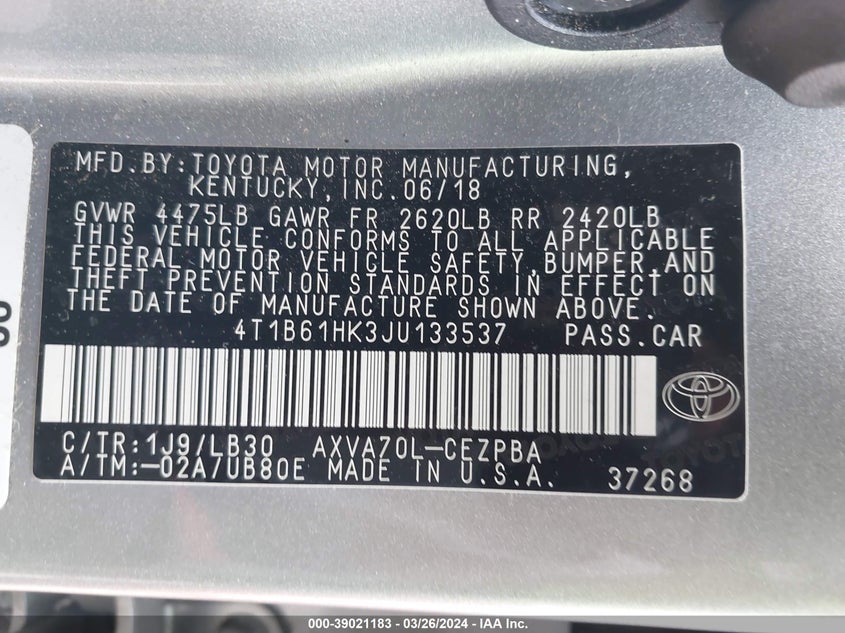 MFD.BY:TOYOTA MOTOR MANUFACTURING,
KENTUCKY,INC.06/18
GVWR 4475LB GAWR FR 2620LB RR 2420LB
THIS VEHICLE CONFORMS TO ALL APPLICABLE
FEDERAL MOTOR VEHICLE SAFETY,BUMPER,AND
THEFT PREVENTION STANDARDS IN EFFECT ON
THE DATE OF MANUFACTURE SHOWN ABOVE.
4T1B61HK3JU133537 PASS.CAR
C/TR:1J9/LB30 AXVA70L-CEZPBA
A/TM:-02A/UB80E MADE IN U.S.A. 37268
000-39021183 - 03/26/2024 - IAA Inc.